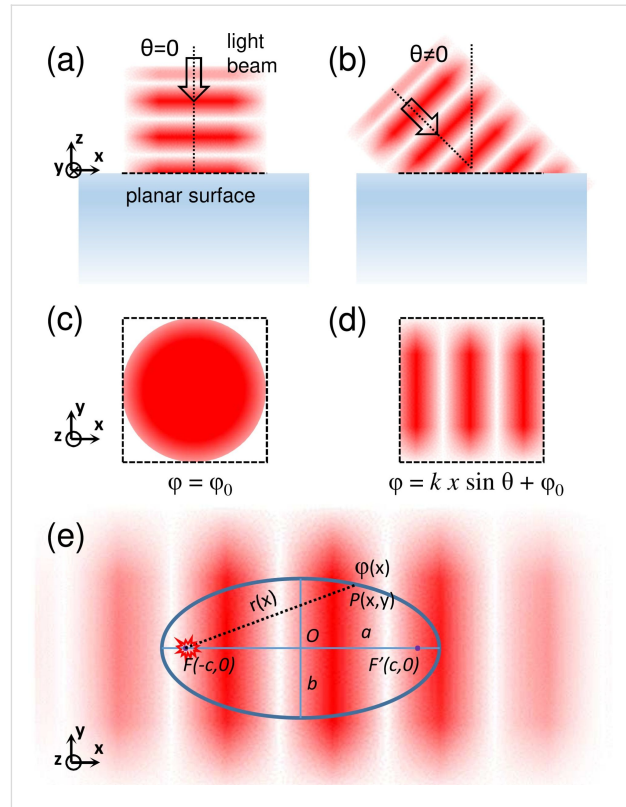 (a)
θ=0
light
beam
z
y
x
planar surface
(b)
θ≠0
(c)
y
z
x
φ = φ0
(d)
φ = k x sin θ + φ0
(e)
φ(x)
r(x)
P(x,y)
O
a
F(-c,0)
F'(c,0)
b
y
z
x